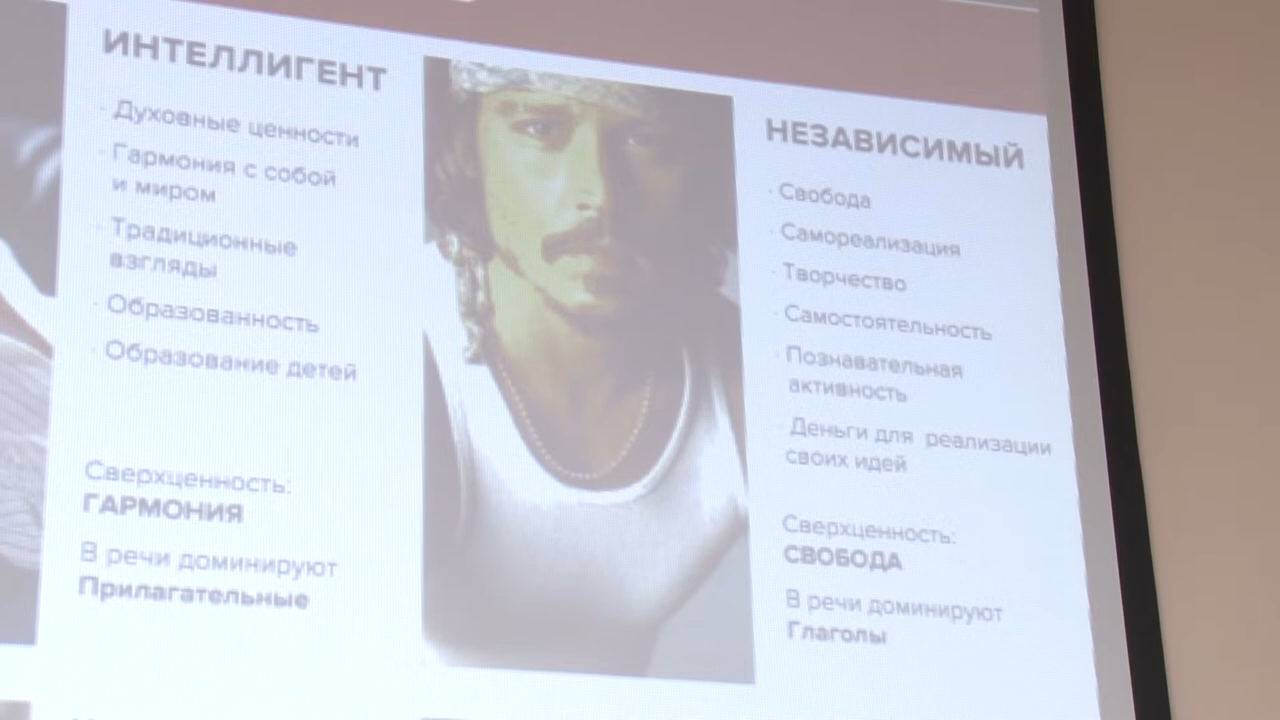 ИНТЕЛЛИГЕНТ
· Духовные ценности
· Гармония с собой
и миром
· Традиционные
взгляды
· Образованность
· Образование детей
Сверхценность:
ГАРМОНИЯ
В речи доминируют
Прилагательные
НЕЗАВИСИМЫЙ
· Свобода
· Самореализация
· Творчество
· Самостоятельность
· Познавательная
активность
· Деньги для реализации
своих идей
Сверхценность:
СВОБОДА
В речи доминируют
Глаголы